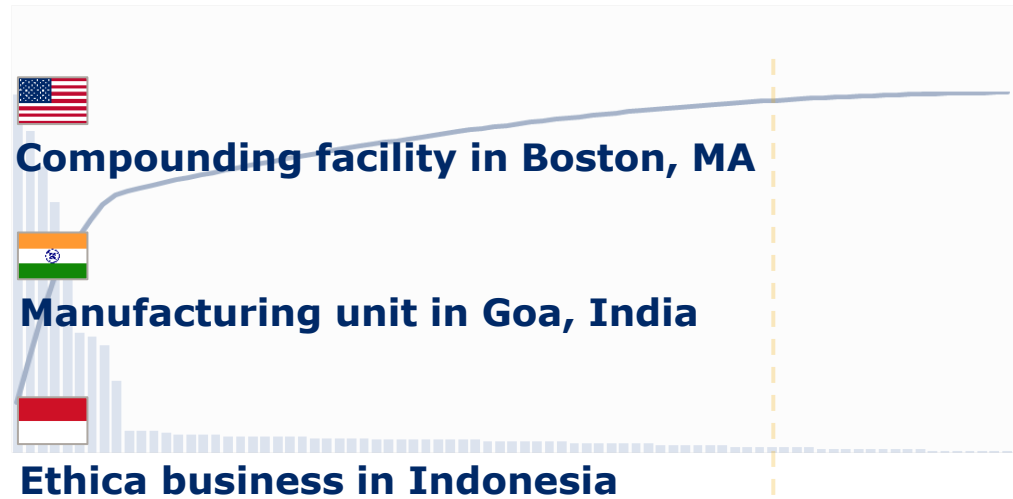 Compounding facility in Boston, MA
Manufacturing unit in Goa, India
Ethica business in Indonesia